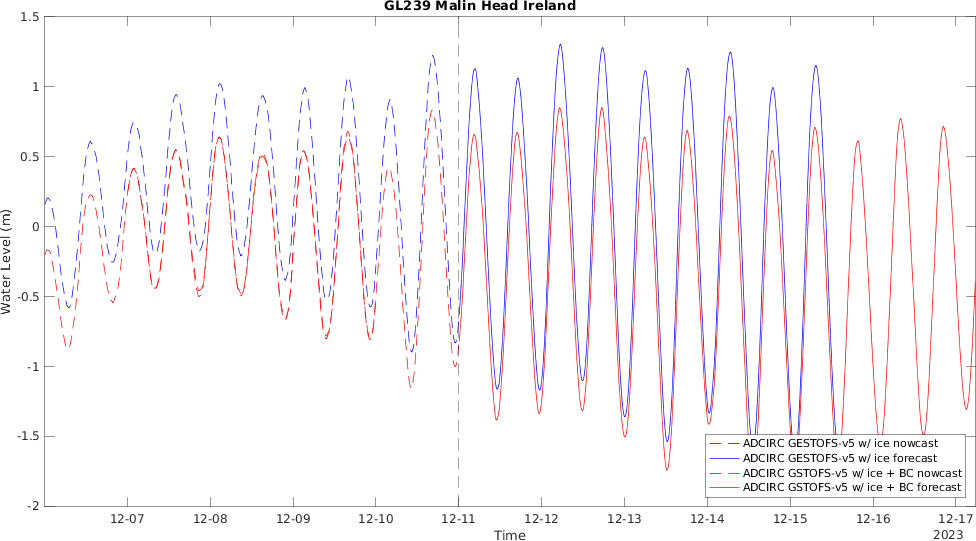 GL239 Malin Head Ireland
1.5
1
0.5
0
-0.5
-1
-1.5
-2
Water Level (m)
12-07 12-08 12-09 12-10 12-11 12-12 12-13 12-14 12-15 12-16 12-17
2023
Time
ADCIRC GESTOFS-v5 w/ ice nowcast
ADCIRC GESTOFS-v5 w/ ice forecast
ADCIRC GSTOFS-v5 w/ ice + BC nowcast
ADCIRC GSTOFS-v5 w/ ice + BC forecast